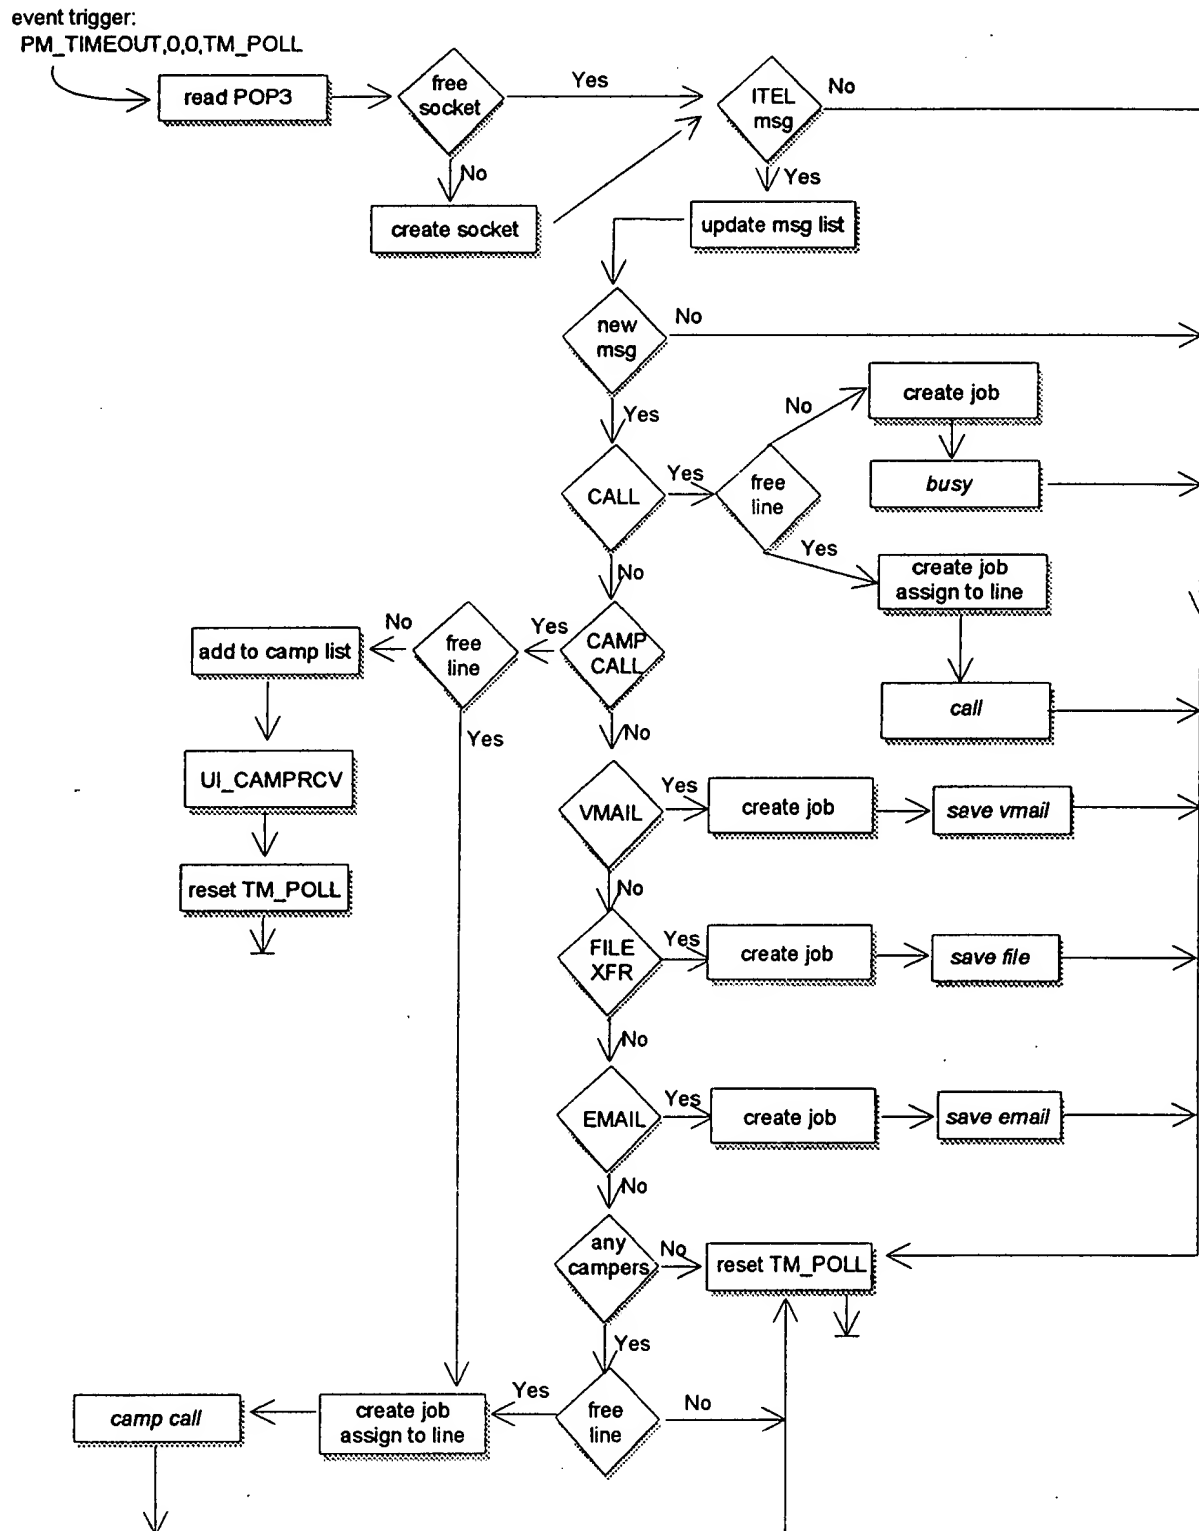 event trigger:
PM_TIMEOUT,0,0,TM_POLL
read POP3
free
socket
Yes
ITEL
msg
No
No
Yes
create socket
update msg list
new
msg
No
Yes
create job
No
CALL
Yes
free
line
busy
Yes
No
create job
assign to line
add to camp list
No
free
line
Yes
CAMP
CALL
call
Yes
No
UI_CAMPRCV
VMAIL
Yes
create job
save vmail
reset TM_POLL
No
FILE
XFR
Yes
create job
save file
No
EMAIL
Yes
create job
save email
No
any
campers
No
reset TM_POLL
Yes
camp call
create job
assign to line
Yes
free
line
No